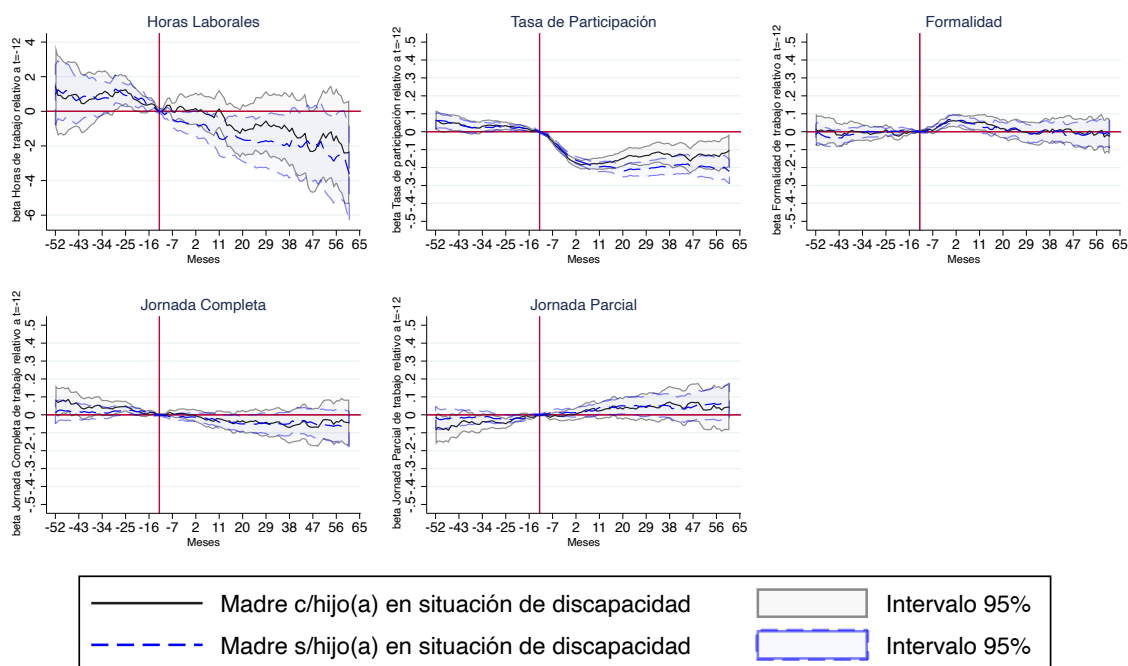 Horas Laborales
beta Horas de trabajo relativo a t=-12
4
2
0
-2
-4
-6
-52 -43 -34 -25 -16 -7 2 11 20 29 38 47 56 65
Meses
Tasa de Participación
beta Tasa de participación relativo a t=-12
.5
.4
.3
.2
.1
0
-.1
-.2
-.3
-.4
-.5
-52 -43 -34 -25 -16 -7 2 11 20 29 38 47 56 65
Meses
Formalidad
beta Formalidad de trabajo relativo a t=-12
.5
.4
.3
.2
.1
0
-.1
-.2
-.3
-.4
-.5
-52 -43 -34 -25 -16 -7 2 11 20 29 38 47 56 65
Meses
Jornada Completa
beta Jornada Completa de trabajo relativo a t=-12
.5
.4
.3
.2
.1
0
-.1
-.2
-.3
-.4
-.5
-52 -43 -34 -25 -16 -7 2 11 20 29 38 47 56 65
Meses
Jornada Parcial
beta Jornada Parcial de trabajo relativo a t=-12
.5
.4
.3
.2
.1
0
-.1
-.2
-.3
-.4
-.5
-52 -43 -34 -25 -16 -7 2 11 20 29 38 47 56 65
Meses
Madre c/hijo(a) en situación de discapacidad
Intervalo 95%
Madre s/hijo(a) en situación de discapacidad
Intervalo 95%